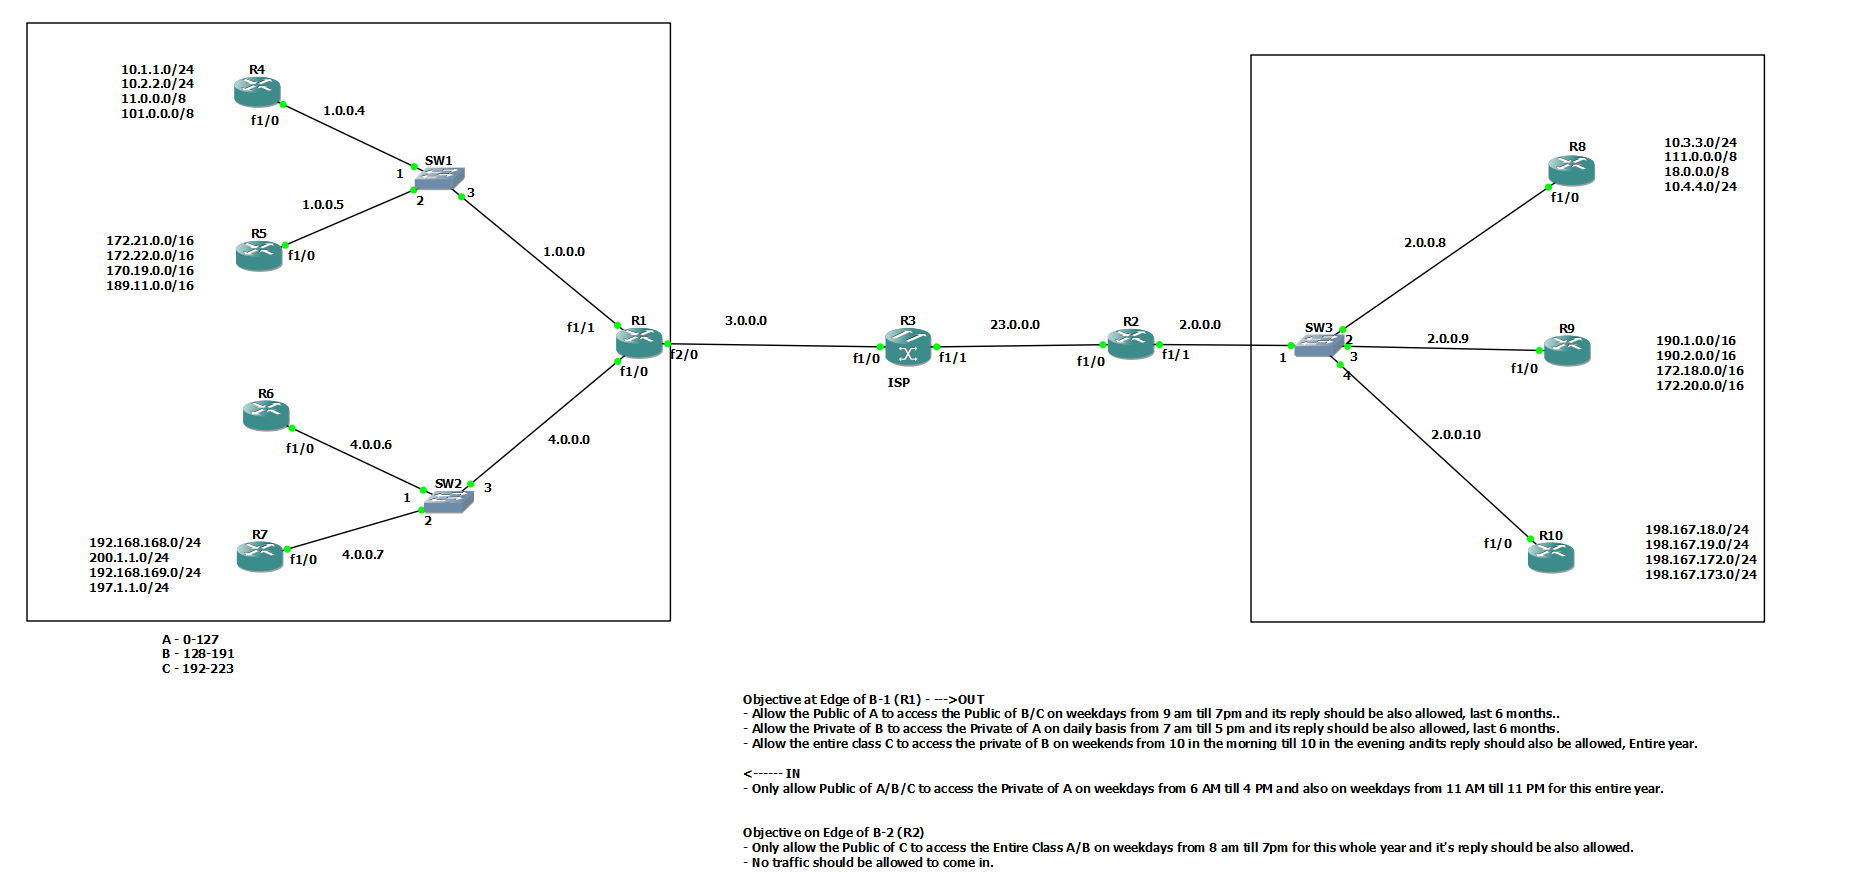 10.1.1.0/24
10.2.2.0/24
11.0.0.0/8
101.0.0.0/8
R4
f1/0
1.0.0.4
SW1
1
2
3
1.0.0.5
172.21.0.0/16
172.22.0.0/16
170.19.0.0/16
189.11.0.0/16
R5
f1/0
1.0.0.0
f1/1
R1
f2/0
f1/0
R6
f1/0
4.0.0.6
4.0.0.0
SW2
1
2
3
192.168.168.0/24
200.1.1.0/24
192.168.169.0/24
197.1.1.0/24
R7
f1/0
4.0.0.7
A - 0-127
B - 128-191
C - 192-223
3.0.0.0
R3
f1/0
f1/1
ISP
23.0.0.0
R2
f1/0
f1/1
2.0.0.0
SW3
1
2
3
4
2.0.0.8
R8
f1/0
10.3.3.0/24
111.0.0.0/8
18.0.0.0/8
10.4.4.0/24
2.0.0.9
R9
f1/0
190.1.0.0/16
190.2.0.0/16
172.18.0.0/16
172.20.0.0/16
2.0.0.10
R10
f1/0
198.167.18.0/24
198.167.19.0/24
198.167.172.0/24
198.167.173.0/24
Objective at Edge of B-1 (R1) - --->OUT
- Allow the Public of A to access the Public of B/C on weekdays from 9 am till 7pm and its reply should be also allowed, last 6 months..
- Allow the Private of B to access the Private of A on daily basis from 7 am till 5 pm and its reply should be also allowed, last 6 months.
- Allow the entire class C to access the private of B on weekends from 10 in the morning till 10 in the evening andits reply should also be allowed, Entire year.
<------ IN
- Only allow Public of A/B/C to access the Private of A on weekdays from 6 AM till 4 PM and also on weekdays from 11 AM till 11 PM for this entire year.
Objective on Edge of B-2 (R2)
- Only allow the Public of C to access the Entire Class A/B on weekdays from 8 am till 7pm for this whole year and it's reply should be also allowed.
- No traffic should be allowed to come in.